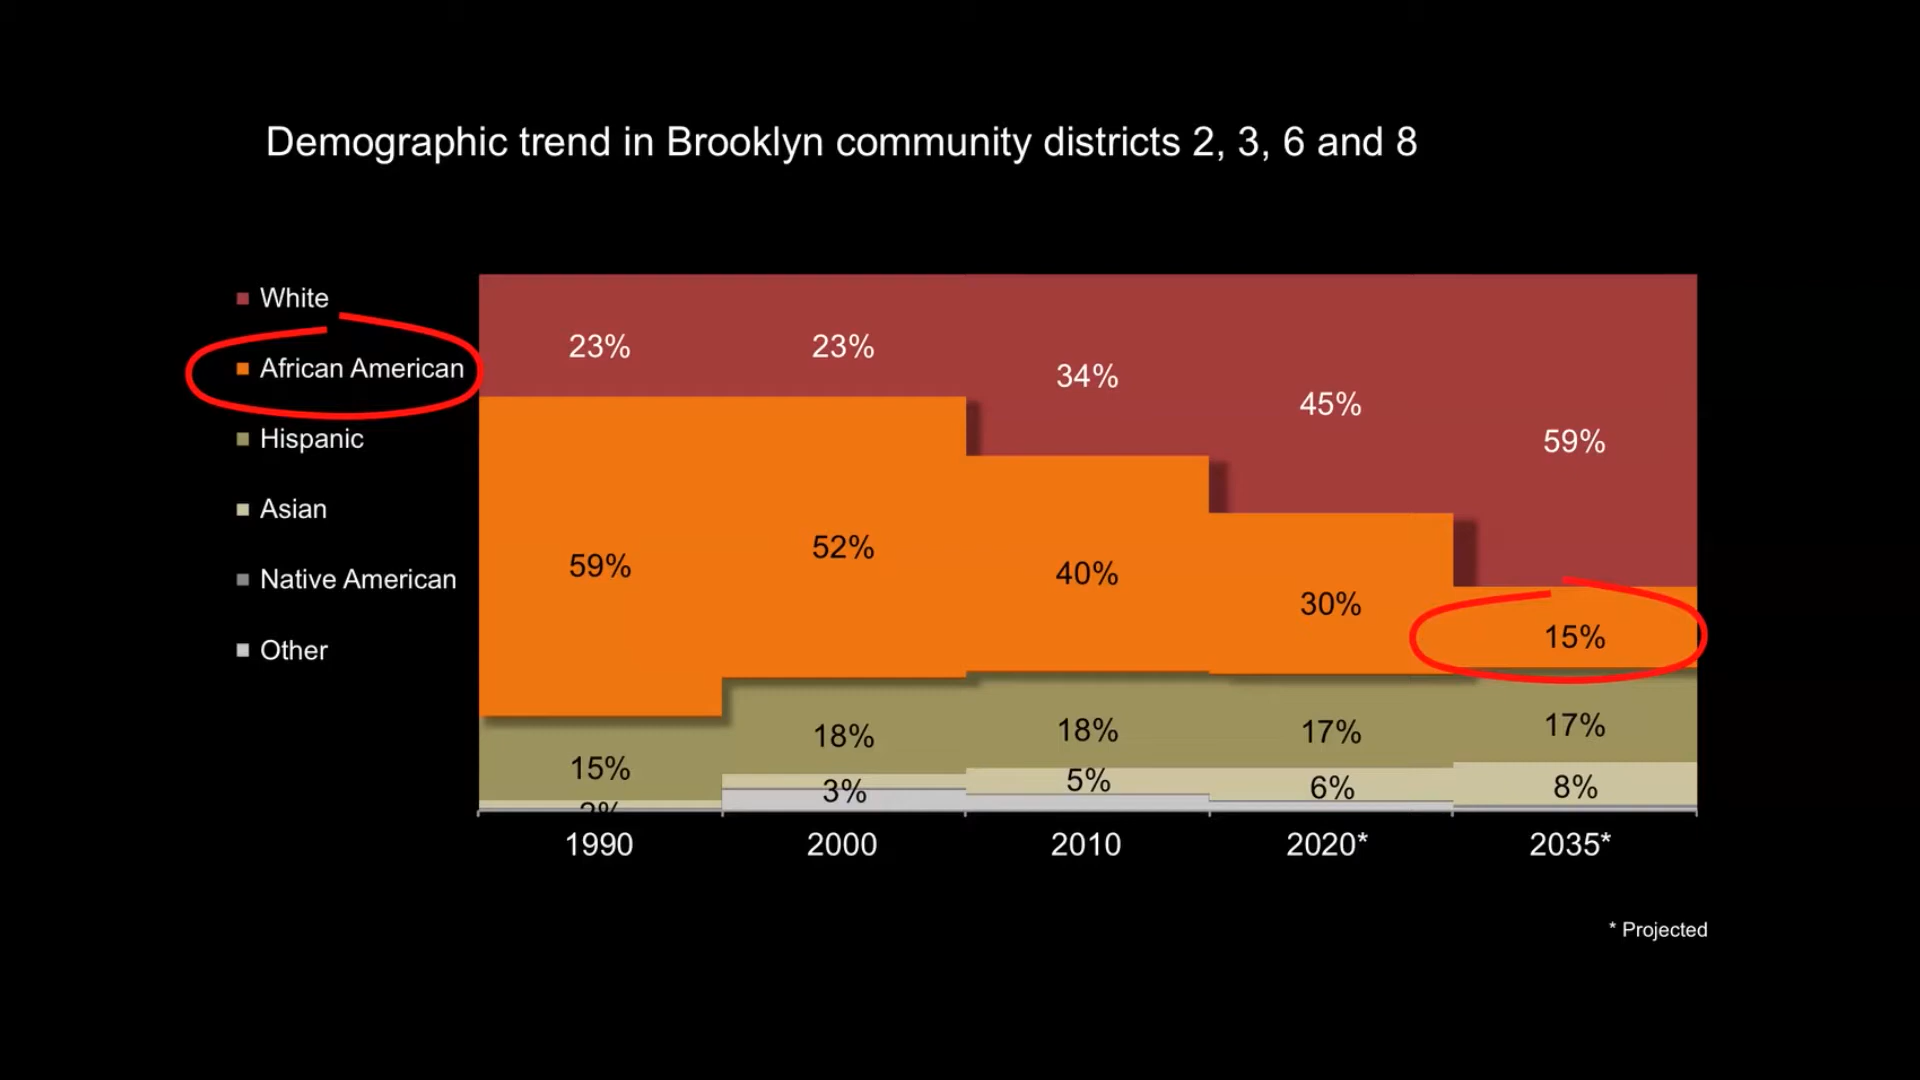 Demographic trend in Brooklyn community districts 2, 3, 6 and 8
White
African American
Hispanic
Asian
Native American
Other
23% 23% 34% 45% 59%
59% 52% 40% 30% 15%
15% 18% 18% 17% 17%
3% 5% 6% 8%
1990 2000 2010 2020* 2035*
* Projected